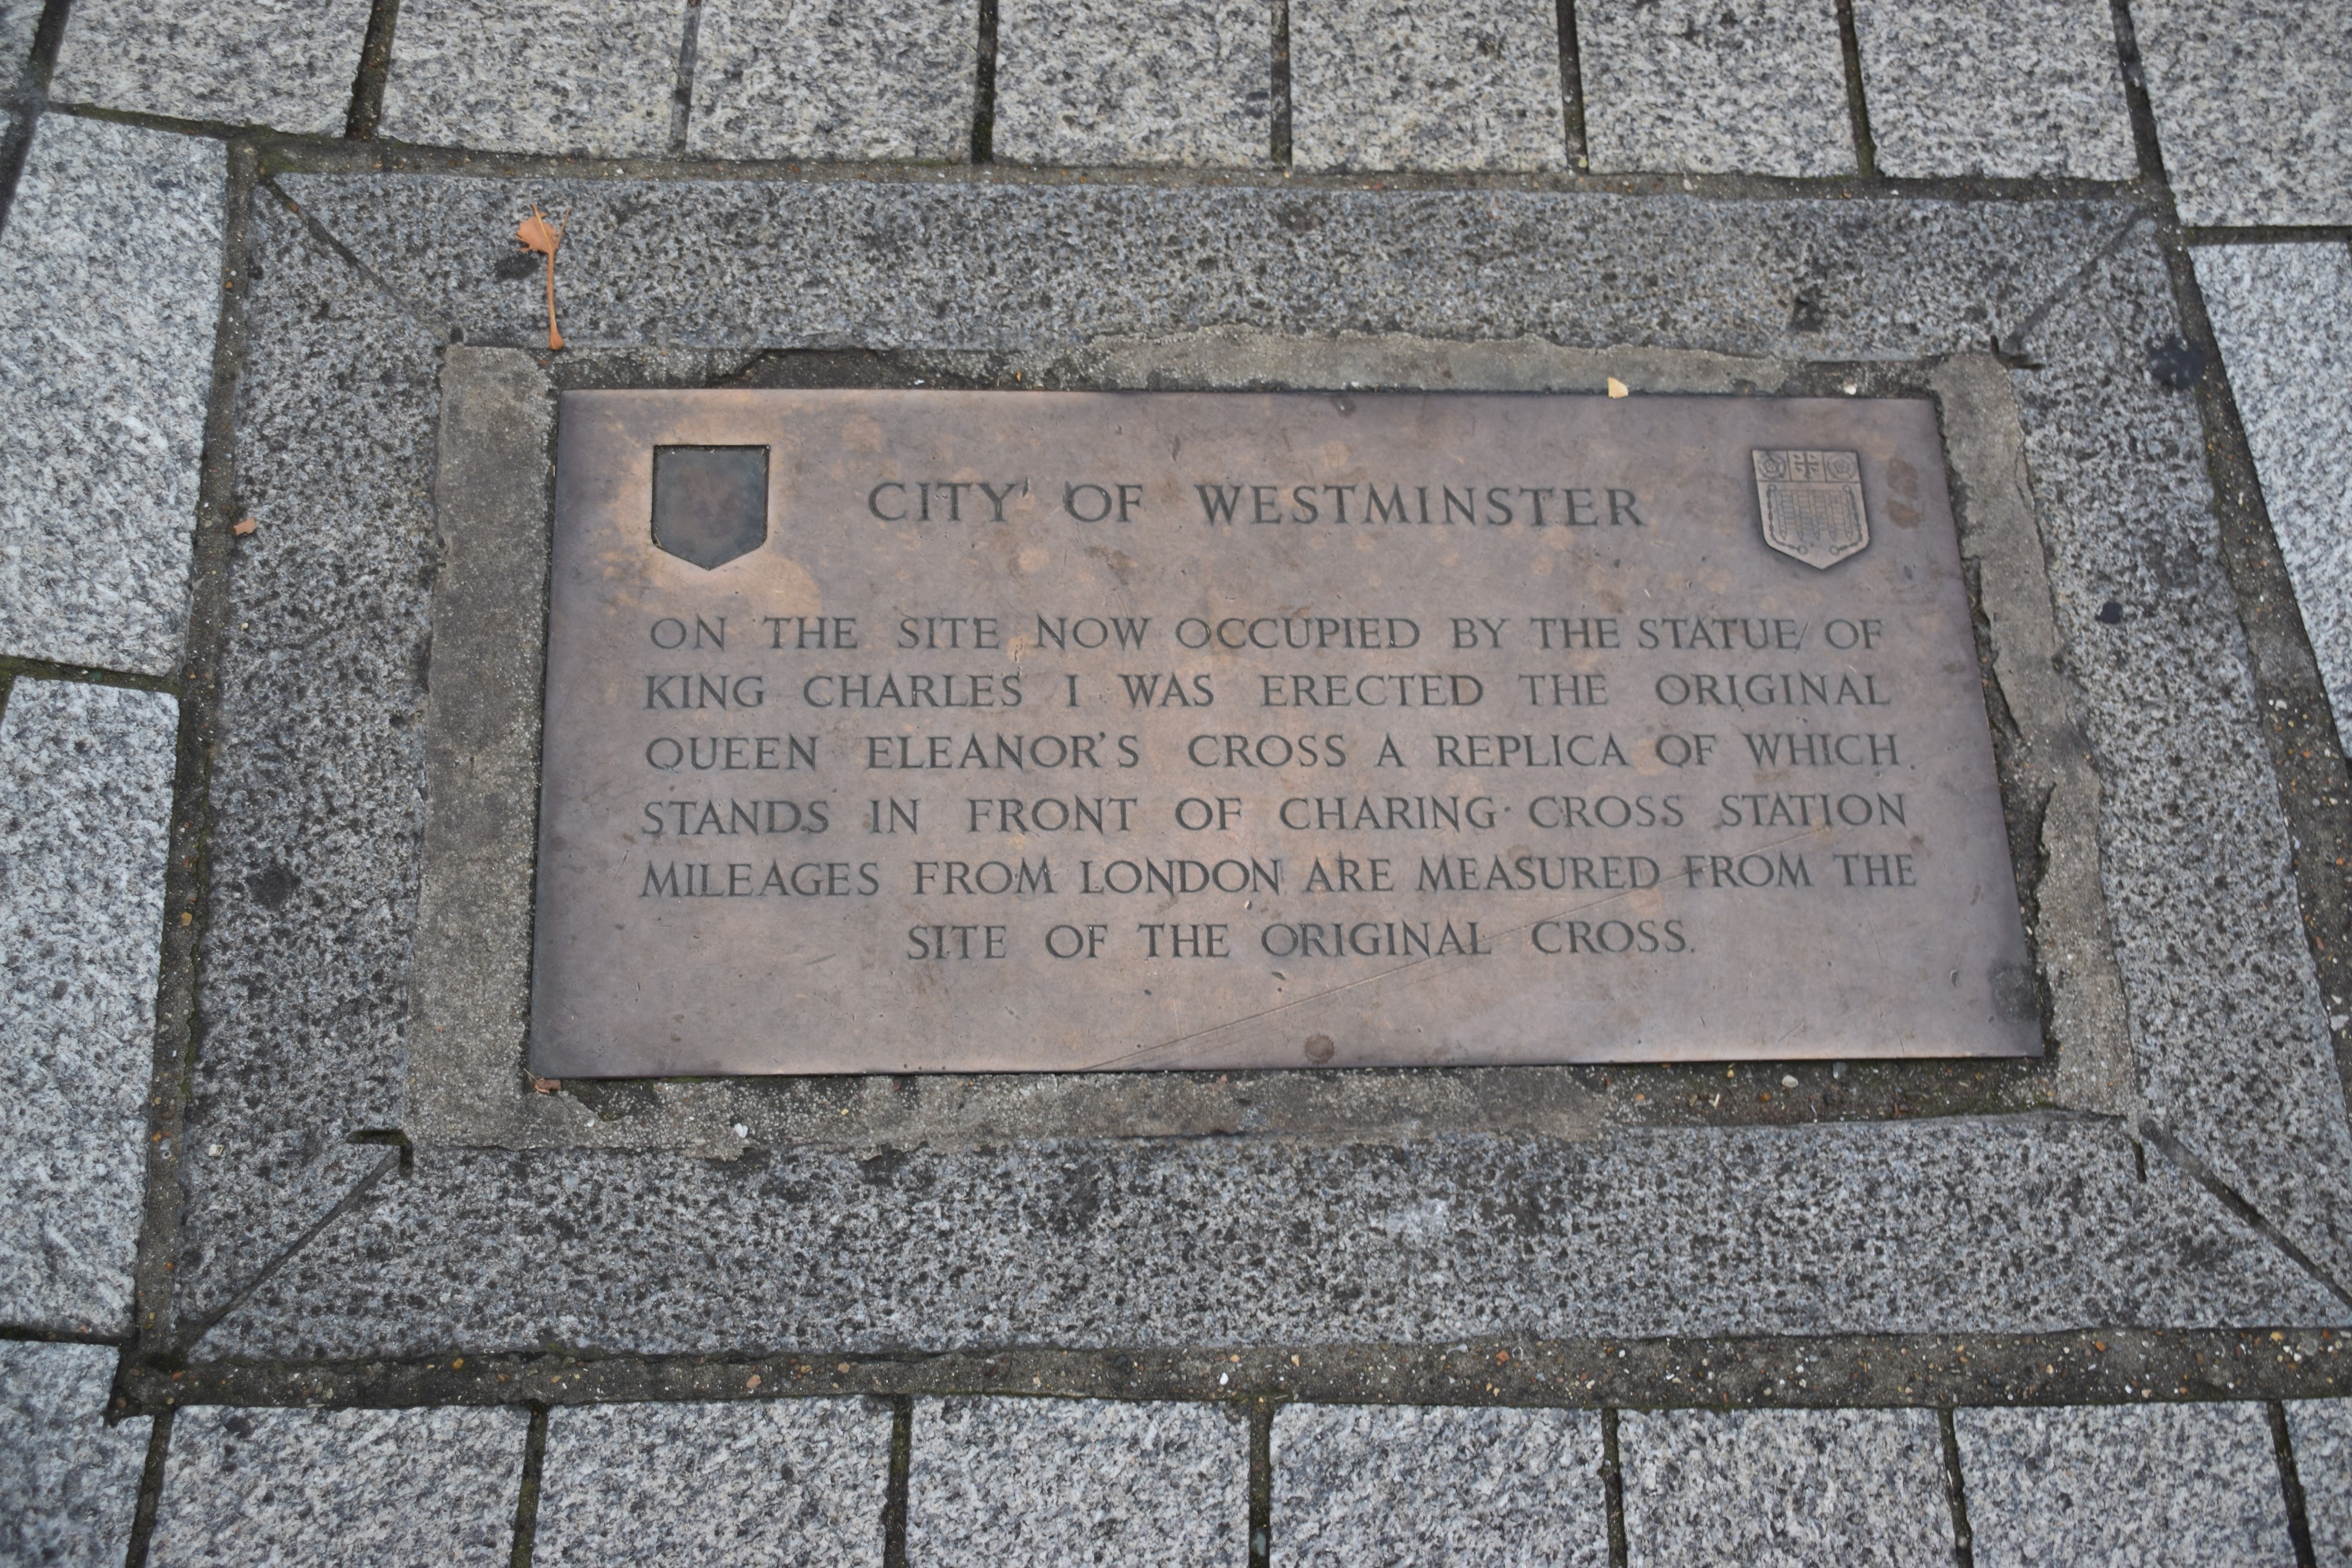 CITY OF WESTMINSTER
ON THE SITE NOW OCCUPIED BY THE STATUE OF
KING CHARLES I WAS ERECTED THE ORIGINAL
QUEEN ELEANOR'S CROSS A REPLICA OF WHICH
STANDS IN FRONT OF CHARING CROSS STATION
MILEAGES FROM LONDON ARE MEASURED FROM THE
SITE OF THE ORIGINAL CROSS.